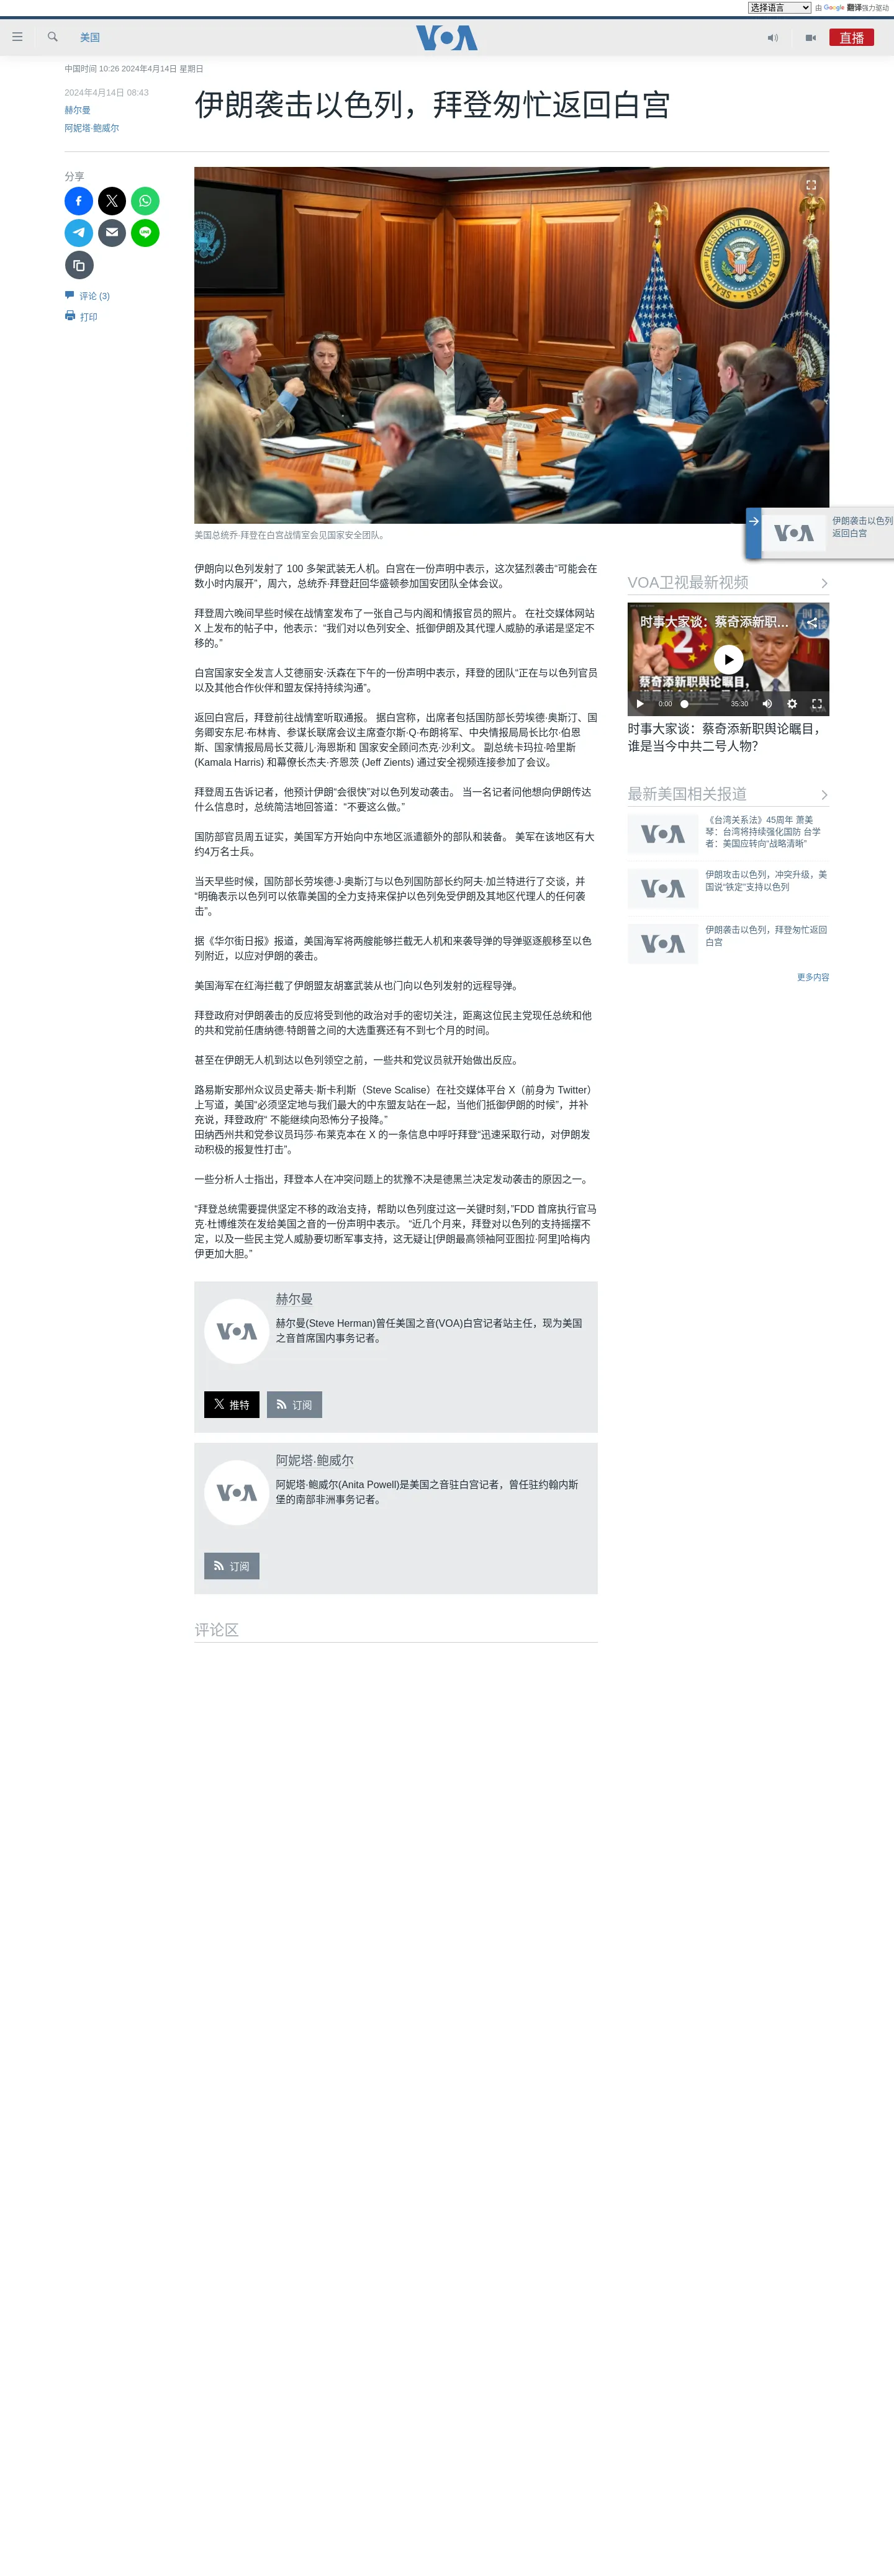 选择语言
由 Google 翻译强力驱动
美国
VOA
直播
中国时间 10:26 2024年4月14日 星期日
2024年4月14日 08:43
赫尔曼
阿妮塔·鲍威尔
伊朗袭击以色列，拜登匆忙返回白宫
分享
评论 (3)
打印
美国总统乔·拜登在白宫战情室会见国家安全团队。
VOA
伊朗袭击以色列
返回白宫
伊朗向以色列发射了 100 多架武装无人机。白宫在一份声明中表示，这次猛烈袭击“可能会在
数小时内展开”，周六，总统乔·拜登赶回华盛顿参加国安团队全体会议。
拜登周六晚间早些时候在战情室发布了一张自己与内阁和情报官员的照片。 在社交媒体网站
X 上发布的帖子中，他表示：“我们对以色列安全、抵御伊朗及其代理人威胁的承诺是坚定不
移的。”
白宫国家安全发言人艾德丽安·沃森在下午的一份声明中表示，拜登的团队“正在与以色列官员
以及其他合作伙伴和盟友保持持续沟通”。
返回白宫后，拜登前往战情室听取通报。 据白宫称，出席者包括国防部长劳埃德·奥斯汀、国
务卿安东尼·布林肯、参谋长联席会议主席查尔斯·Q·布朗将军、中央情报局局长比尔·伯恩
斯、国家情报局局长艾薇儿·海恩斯和 国家安全顾问杰克·沙利文。 副总统卡玛拉·哈里斯
(Kamala Harris) 和幕僚长杰夫·齐恩茨 (Jeff Zients) 通过安全视频连接参加了会议。
拜登周五告诉记者，他预计伊朗“会很快”对以色列发动袭击。 当一名记者问他想向伊朗传达
什么信息时，总统简洁地回答道：“不要这么做。”
国防部官员周五证实，美国军方开始向中东地区派遣额外的部队和装备。 美军在该地区有大
约4万名士兵。
当天早些时候，国防部长劳埃德·J·奥斯汀与以色列国防部长约阿夫·加兰特进行了交谈，并
“明确表示以色列可以依靠美国的全力支持来保护以色列免受伊朗及其地区代理人的任何袭
击”。
据《华尔街日报》报道，美国海军将两艘能够拦截无人机和来袭导弹的导弹驱逐舰移至以色
列附近，以应对伊朗的袭击。
美国海军在红海拦截了伊朗盟友胡塞武装从也门向以色列发射的远程导弹。
拜登政府对伊朗袭击的反应将受到他的政治对手的密切关注，距离这位民主党现任总统和他
的共和党前任唐纳德·特朗普之间的大选重赛还有不到七个月的时间。
甚至在伊朗无人机到达以色列领空之前，一些共和党议员就开始做出反应。
路易斯安那州众议员史蒂夫·斯卡利斯（Steve Scalise）在社交媒体平台 X（前身为 Twitter）
上写道，美国“必须坚定地与我们最大的中东盟友站在一起，当他们抵御伊朗的时候”，并补
充说，拜登政府“ 不能继续向恐怖分子投降。”
田纳西州共和党参议员玛莎·布莱克本在 X 的一条信息中呼吁拜登“迅速采取行动，对伊朗发
动积极的报复性打击”。
一些分析人士指出，拜登本人在冲突问题上的犹豫不决是德黑兰决定发动袭击的原因之一。
“拜登总统需要提供坚定不移的政治支持，帮助以色列度过这一关键时刻，”FDD 首席执行官马
克·杜博维茨在发给美国之音的一份声明中表示。 “近几个月来，拜登对以色列的支持摇摆不
定，以及一些民主党人威胁要切断军事支持，这无疑让[伊朗最高领袖阿亚图拉·阿里]哈梅内
伊更加大胆。”
VOA卫视最新视频
时事大家谈：蔡奇添新职...
蔡奇添新职舆论瞩目，
0:00
35:30
时事大家谈：蔡奇添新职舆论瞩目，
谁是当今中共二号人物？
最新美国相关报道
VOA
《台湾关系法》45周年 萧美
琴：台湾将持续强化国防 台学
者：美国应转向“战略清晰”
VOA
伊朗攻击以色列，冲突升级，美
国说“铁定”支持以色列
VOA
伊朗袭击以色列，拜登匆忙返回
白宫
更多内容
VOA
赫尔曼
赫尔曼(Steve Herman)曾任美国之音(VOA)白宫记者站主任，现为美国
之音首席国内事务记者。
推特
订阅
VOA
阿妮塔·鲍威尔
阿妮塔·鲍威尔(Anita Powell)是美国之音驻白宫记者，曾任驻约翰内斯
堡的南部非洲事务记者。
订阅
评论区